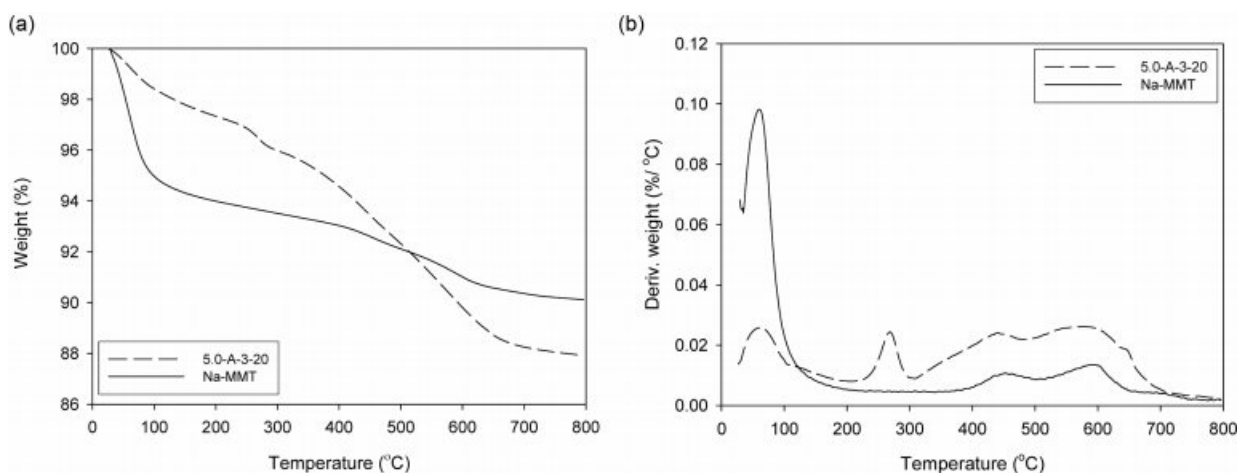 (a)
100
98
96
94
92
90
88
86
Weight (%)
5.0-A-3-20
Na-MMT
0 100 200 300 400 500 600 700 800
Temperature (°C)
(b)
0.12
0.10
0.08
0.06
0.04
0.02
0.00
Deriv. weight (%/ °C)
5.0-A-3-20
Na-MMT
0 100 200 300 400 500 600 700 800
Temperature (°C)